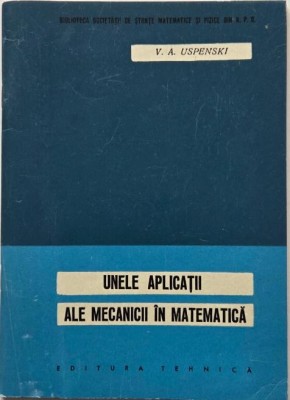 BIBLIOTECA SOCIETĂȚII DE ȘTIINȚE MATEMATICE ȘI FIZICE DIN R. P. R.
V. A. USPENSKI
UNELE APLICAȚII
ALE MECANICII ÎN MATEMATICĂ
EDITURA TEHNICĂ